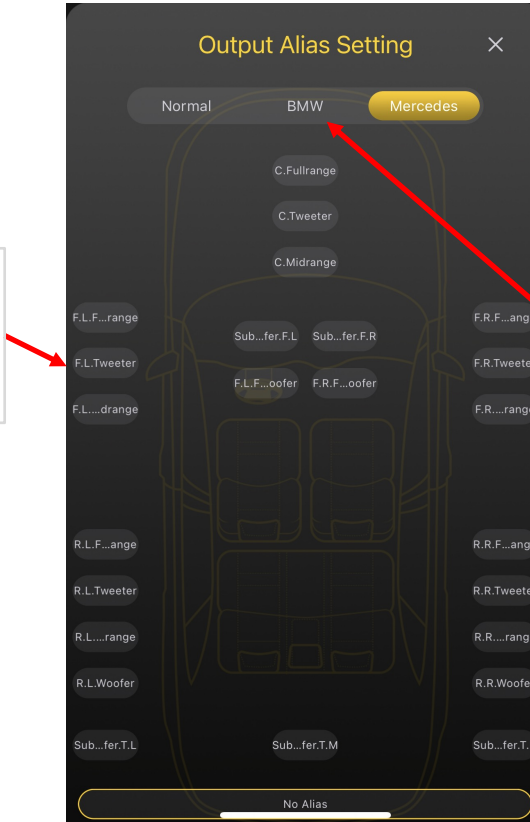 Output Alias Setting
Normal BMW Mercedes
C.Fullrange
C.Tweeter
C.Midrange
F.L.F...range F.R.F...ang
Sub...fer.F.L Sub...fer.F.R
F.L.Tweeter F.R.Tweete
F.L.F...oofer F.R.F...oofer
F.L....drange F.R....rang
R.L.F...ange R.R.F...ang
R.L.Tweeter R.R.Tweete
R.L....range R.R....rang
R.L.Woofer R.R.Woofe
Sub...fer.T.L Sub...fer.T.M Sub...fer.T.
No Alias